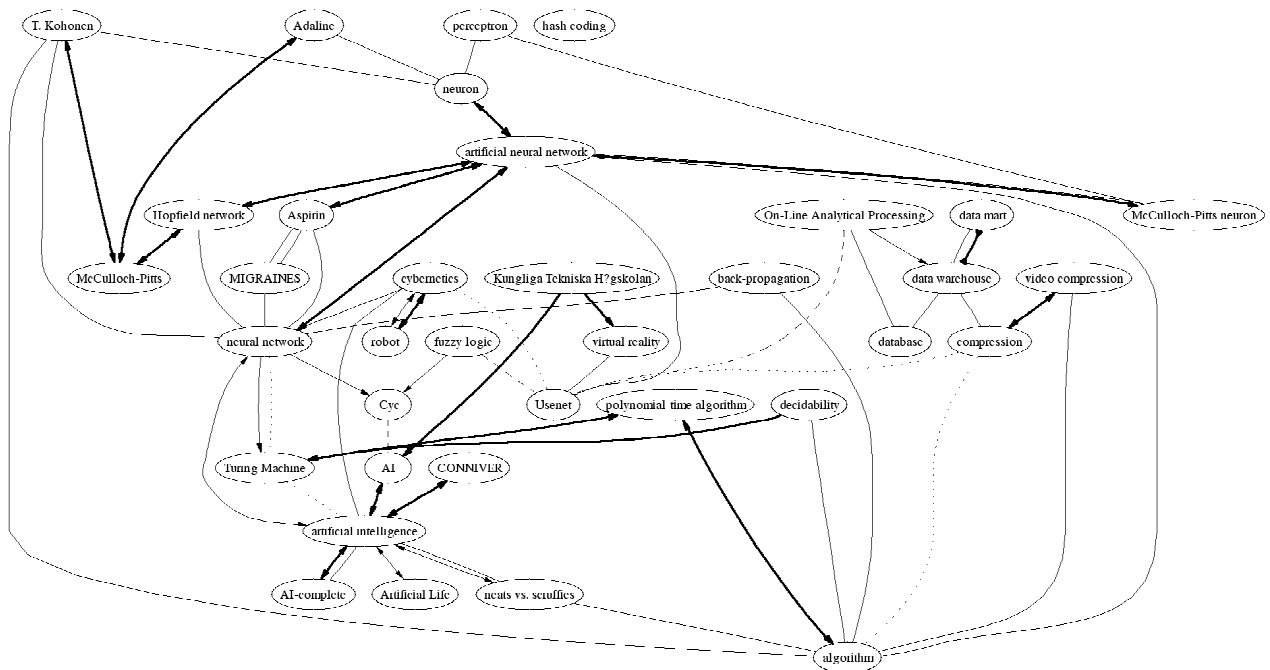 T. Kohonen
Adaline
perceptron
hash coding
neuron
artificial neural network
Hopfield network
Aspirin
On-Line Analytical Processing
data mart
McCulloch-Pitts neuron
McCulloch-Pitts
MIGRAINES
cybernetics
Kungliga Tekniska H?gskolan
back-propagation
data warehouse
video compression
neural network
robot
fuzzy logic
virtual reality
database
compression
Cyc
Usenet
polynomial time algorithm
decidability
Turing Machine
AI
CONNIVER
artificial intelligence
AI-complete
Artificial Life
neats vs. scruffies
algorithm